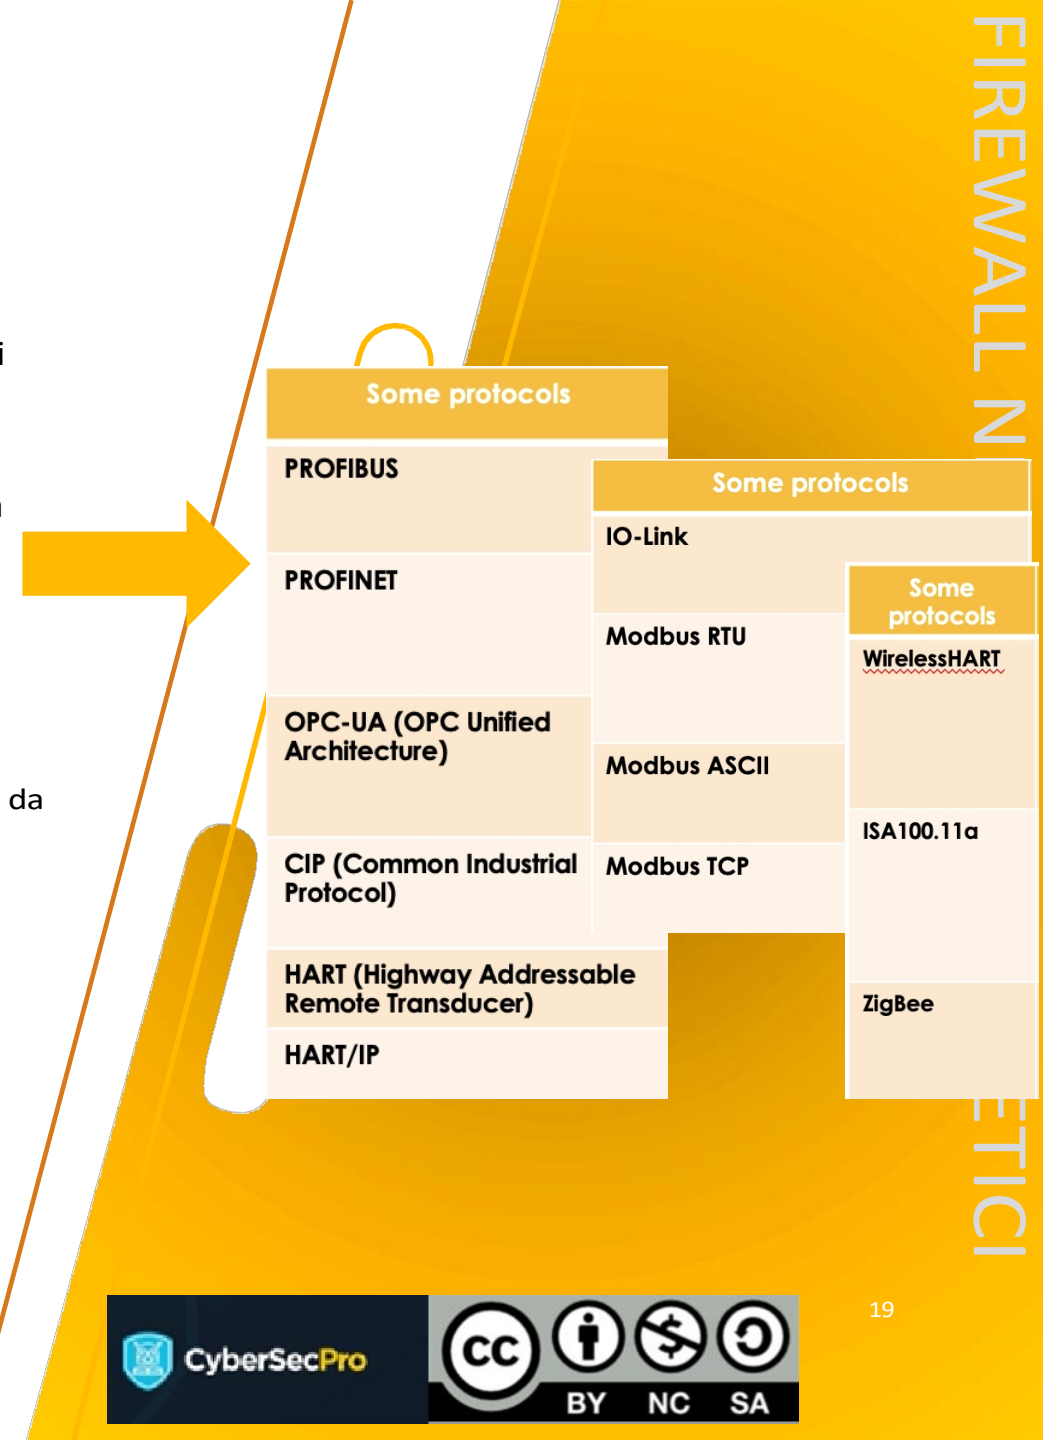 FIREWALL
ETICI
i
da
Some protocols
PROFIBUS
PROFINET
OPC-UA (OPC Unified
Architecture)
CIP (Common Industrial
Protocol)
HART (Highway Addressable
Remote Transducer)
HART/IP
Some protocols
IO-Link
Modbus RTU
Modbus ASCII
Modbus TCP
Some
protocols
WirelessHART
ISA100.11a
ZigBee
19
CyberSecPro
cc
BY NC SA